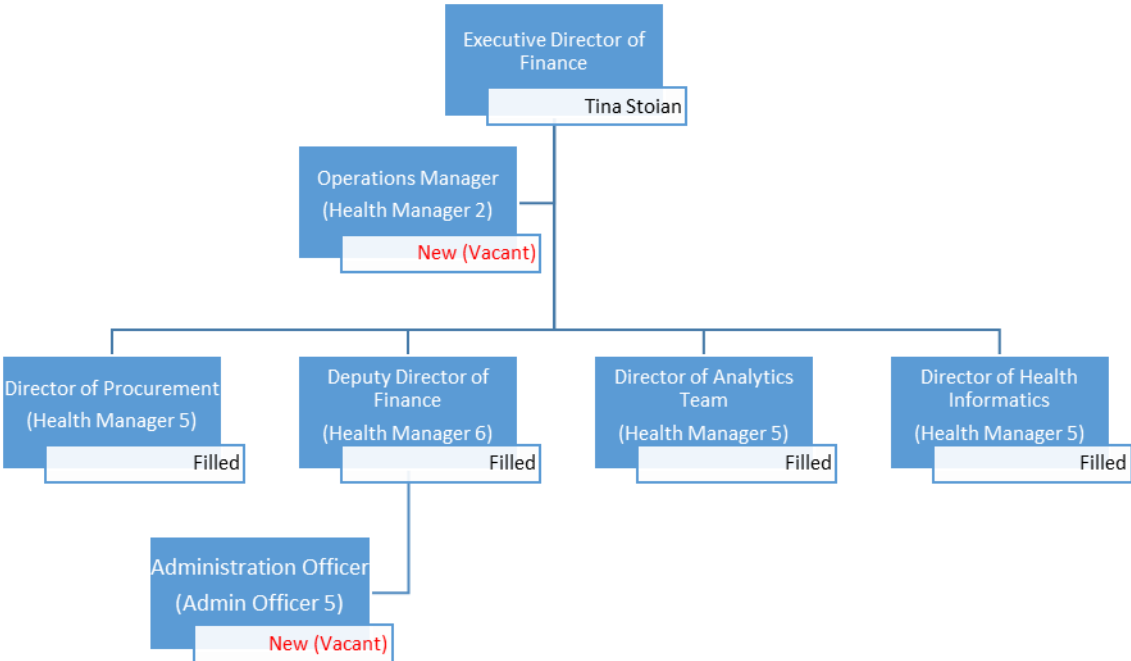 Executive Director of
Finance
Tina Stoian
Operations Manager
(Health Manager 2)
New (Vacant)
Director of Procurement
(Health Manager 5)
Filled
Deputy Director of
Finance
(Health Manager 6)
Filled
Director of Analytics
Team
(Health Manager 5)
Filled
Director of Health
Informatics
(Health Manager 5)
Filled
Administration Officer
(Admin Officer 5)
New (Vacant)